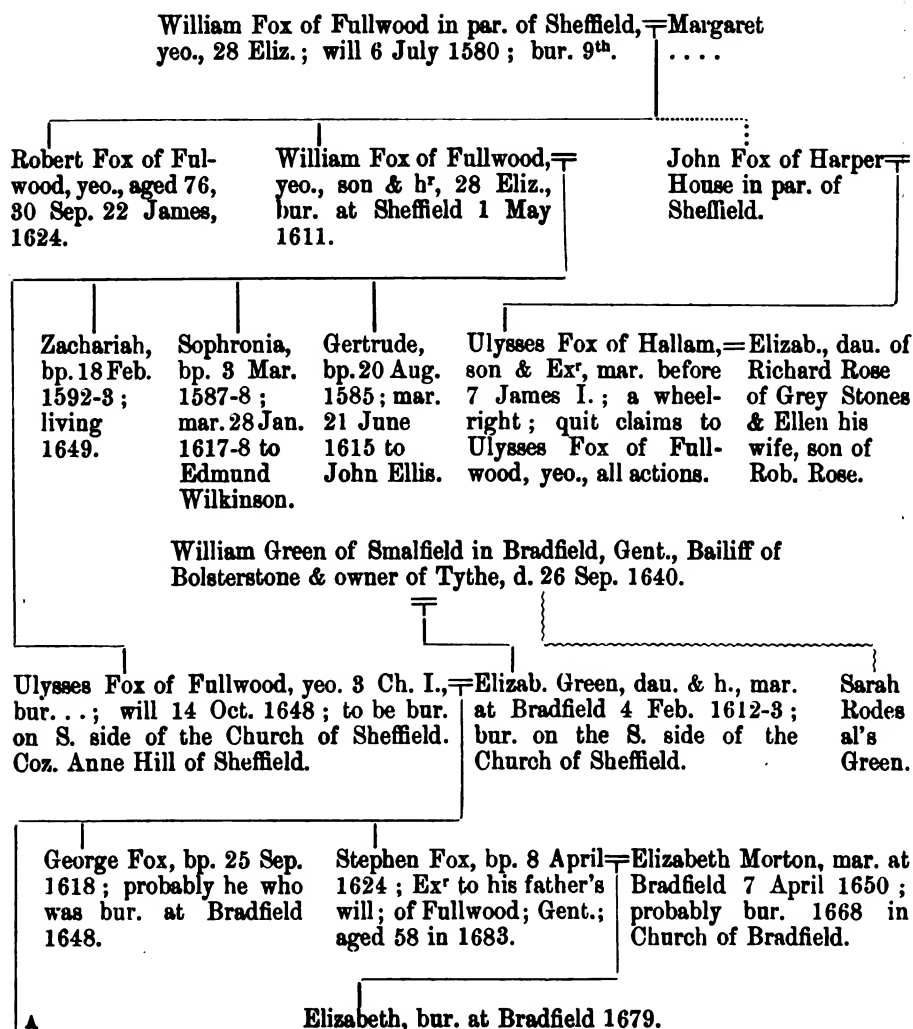 William Fox of Fullwood in par. of Sheffield,=Margaret
yeo., 28 Eliz.; will 6 July 1580; bur. 9th. . . . .
Robert Fox of Ful-
wood, yeo., aged 76,
30 Sep. 22 James,
1624.
William Fox of Fullwood,=
yeo., son & hr, 28 Eliz.,
bur. at Sheffield 1 May
1611.
John Fox of Harper=
House in par. of
Sheffield.
Zachariah,
bp. 18 Feb.
1592-3;
living
1649.
Sophronia,
bp. 3 Mar.
1587-8;
mar. 28 Jan.
1617-8 to
Edmund
Wilkinson.
Gertrude,
bp. 20 Aug.
1585; mar.
21 June
1615 to
John Ellis.
Ulysses Fox of Hallam,=
son & Exr, mar. before
7 James I.; a wheel-
right; quit claims to
Ulysses Fox of Full-
wood, yeo., all actions.
Elizab., dau. of
Richard Rose
of Grey Stones
& Ellen his
wife, son of
Rob. Rose.
William Green of Smalfield in Bradfield, Gent., Bailiff of
Bolsterstone & owner of Tythe, d. 26 Sep. 1640.
=
Ulysses Fox of Fullwood, yeo. 3 Ch. I.,=
bur. . .; will 14 Oct. 1648; to be bur.
on S. side of the Church of Sheffield.
Coz. Anne Hill of Sheffield.
Elizab. Green, dau. & h., mar.
at Bradfield 4 Feb. 1612-3;
bur. on the S. side of the
Church of Sheffield.
Sarah
Rodes
al's
Green.
George Fox, bp. 25 Sep.
1618; probably he who
was bur. at Bradfield
1648.
Stephen Fox, bp. 8 April=
1624; Exr to his father's
will; of Fullwood; Gent.;
aged 58 in 1683.
Elizabeth Morton, mar. at
Bradfield 7 April 1650;
probably bur. 1668 in
Church of Bradfield.
Elizabeth, bur. at Bradfield 1679.